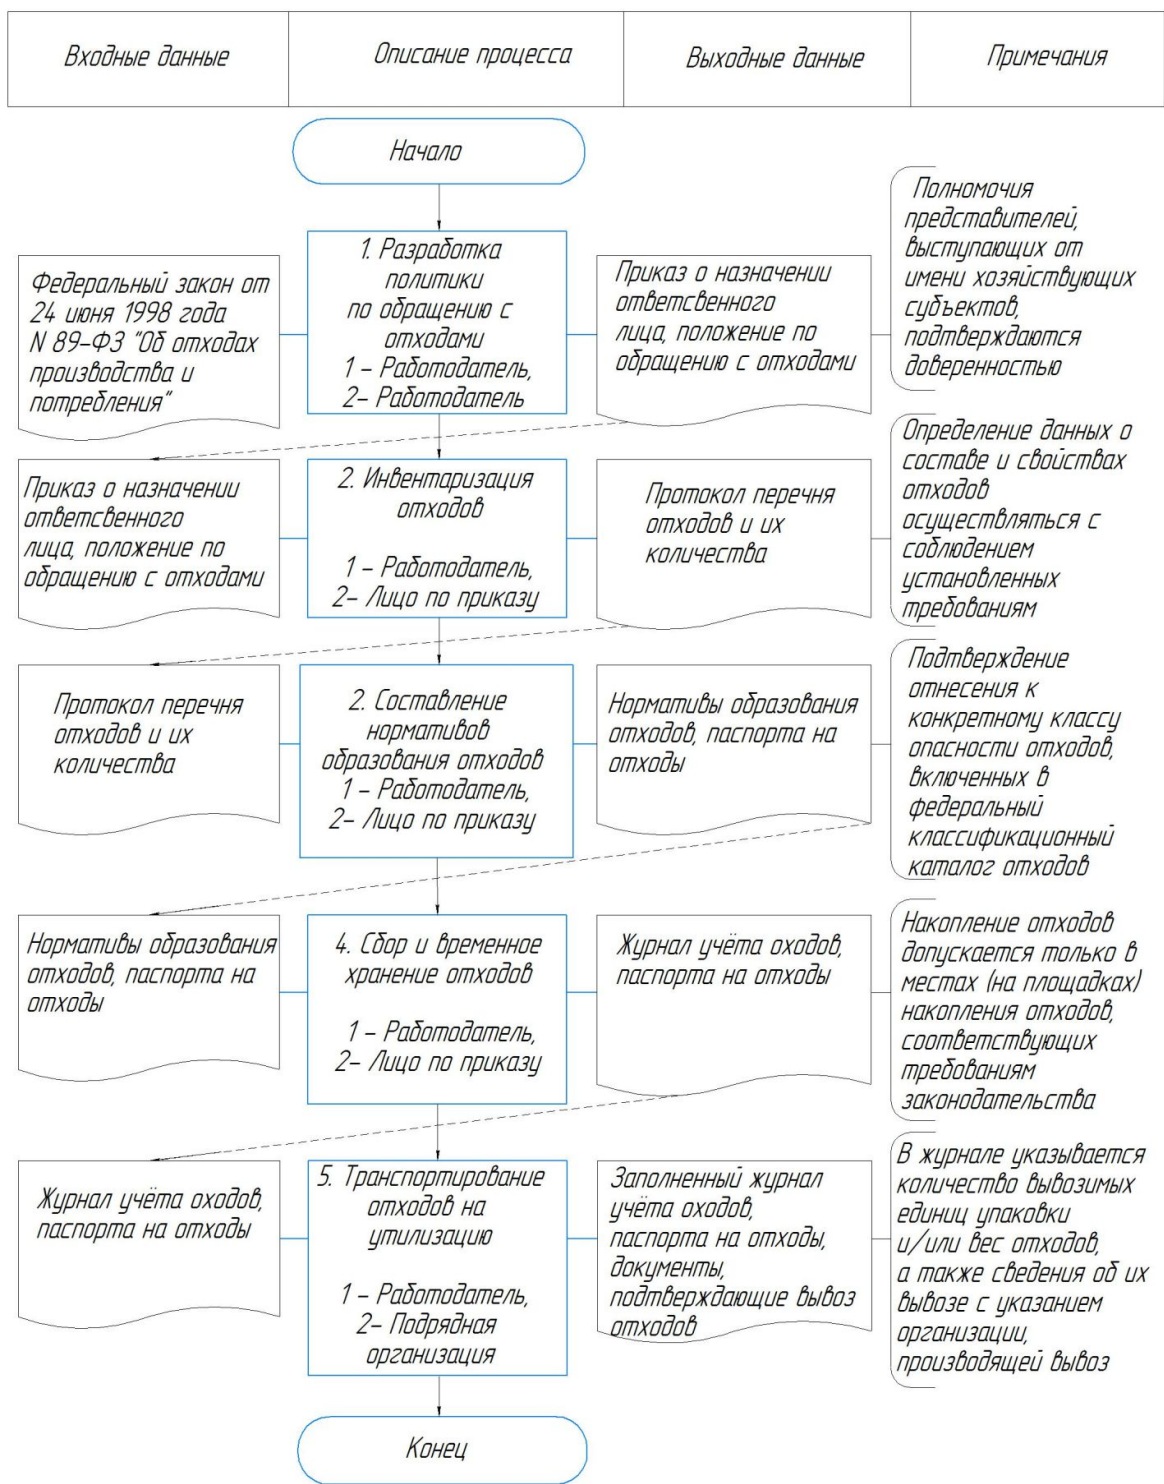 Входные данные
Описание процесса
Выходные данные
Примечания
Начало
Федеральный закон от
24 июня 1998 года
N 89-ФЗ "Об отходах
производства и
потребления"
1. Разработка
политики
по обращению с
отходами
1 - Работодатель,
2- Работодатель
Приказ о назначении
ответсвенного
лица, положение по
обращению с отходами
Полномочия
представителей,
выступающих от
имени хозяйствующих
субъектов,
подтверждаются
доверенностью
Приказ о назначении
ответсвенного
лица, положение по
обращению с отходами
2. Инвентаризация
отходов
1 - Работодатель,
2- Лицо по приказу
Протокол перечня
отходов и их
количества
Определение данных о
составе и свойствах
отходов
осуществляться с
соблюдением
установленных
требованиям
Протокол перечня
отходов и их
количества
2. Составление
нормативов
образования отходов
1 - Работодатель,
2- Лицо по приказу
Нормативы образования
отходов, паспорта на
отходы
Подтверждение
отнесения к
конкретному классу
опасности отходов,
включенных в
федеральный
классификационный
каталог отходов
Нормативы образования
отходов, паспорта на
отходы
4. Сбор и временное
хранение отходов
1 - Работодатель,
2- Лицо по приказу
Журнал учёта оходов,
паспорта на отходы
Накопление отходов
допускается только в
местах (на площадках)
накопления отходов,
соответствующих
требованиям
законодательства
Журнал учёта оходов,
паспорта на отходы
5. Транспортирование
отходов на
утилизацию
1 - Работодатель,
2- Подрядная
организация
Заполненный журнал
учёта оходов,
паспорта на отходы,
документы,
подтверждающие вывоз
отходов
В журнале указывается
количество вывозимых
единиц упаковки
и/или вес отходов,
а также сведения об их
вывозе с указанием
организации,
производящей вывоз
Конец